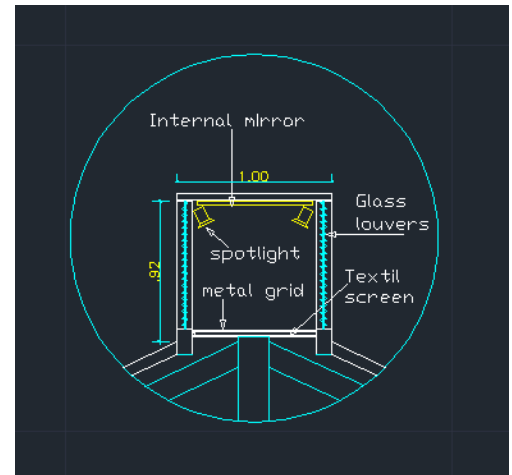 Internal mIrror
1.00
Glass
louvers
spotlight
.92
metal grid
Textil
screen